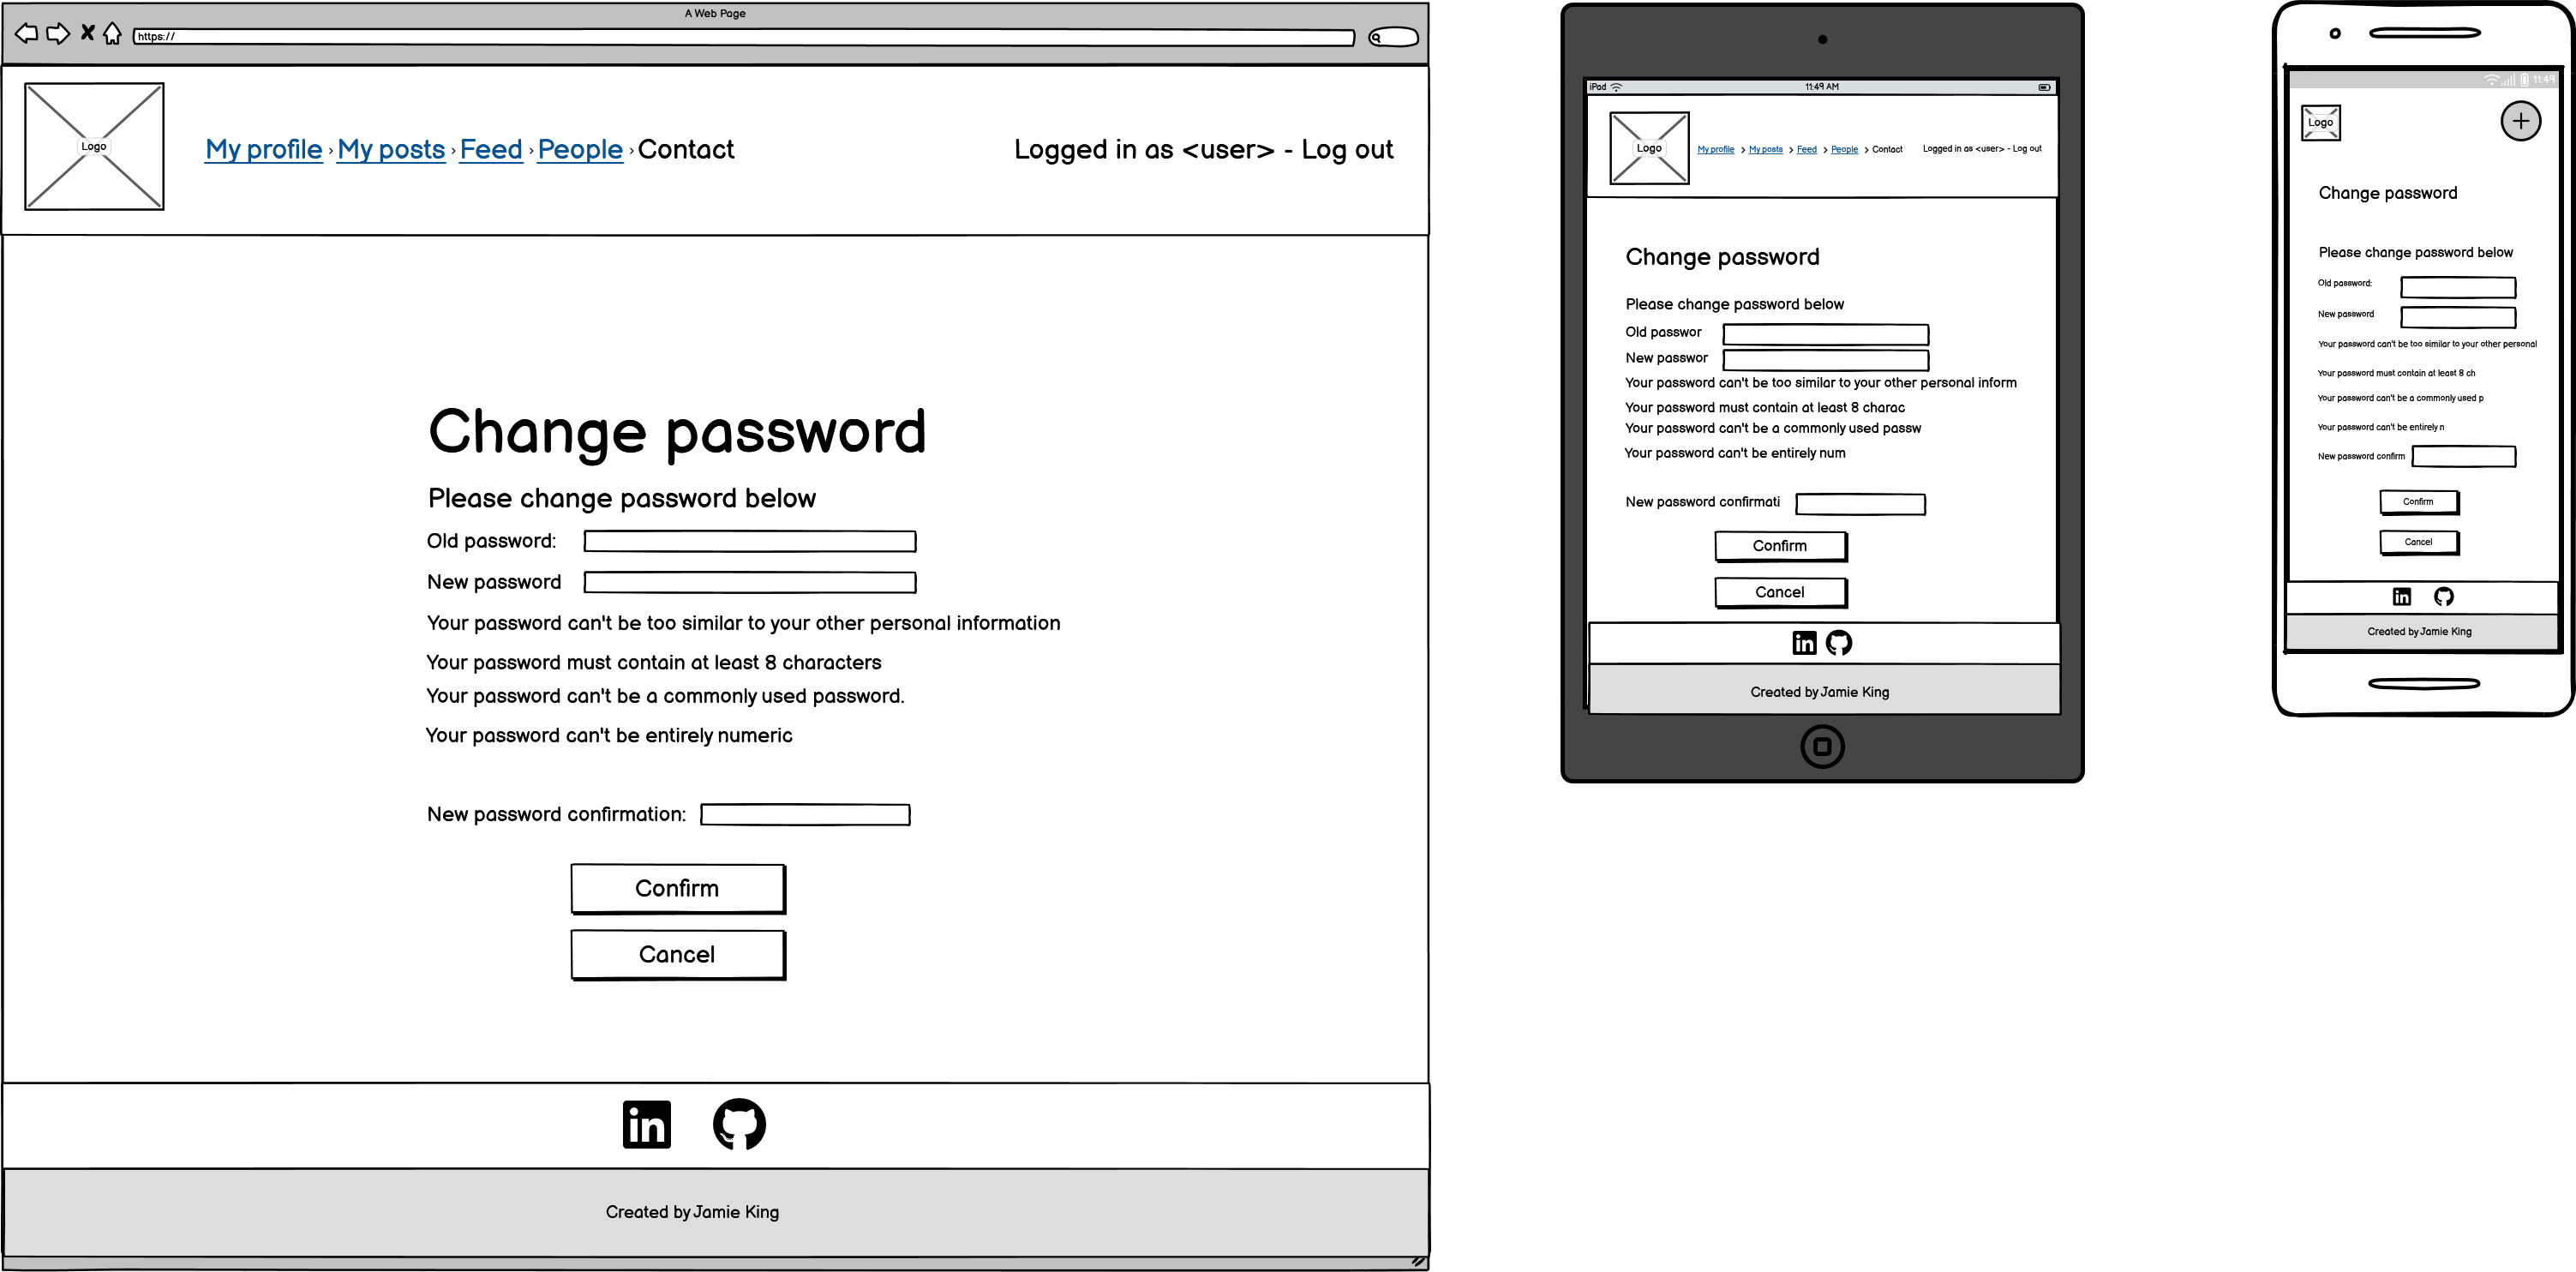 A Web Page
https://
Logo
My profile › My posts › Feed › People › Contact
Logged in as <user> - Log out
Change password
Please change password below
Old password:
New password
Your password can't be too similar to your other personal information
Your password must contain at least 8 characters
Your password can't be a commonly used password.
Your password can't be entirely numeric
New password confirmation:
Confirm
Cancel
in
Created by Jamie King
iPad
11:49 AM
Logo
My profile > My posts > Feed > People > Contact
Logged in as <user> - Log out
Change password
Please change password below
Old passwor
New passwor
Your password can't be too similar to your other personal inform
Your password must contain at least 8 charac
Your password can't be a commonly used passw
Your password can't be entirely num
New password confirmati
Confirm
Cancel
in
Created by Jamie King
11:49
Logo
Change password
Please change password below
Old password:
New password
Your password can't be too similar to your other personal
Your password must contain at least 8 ch
Your password can't be a commonly used p
Your password can't be entirely n
New password confirm
Confirm
Cancel
in
Created by Jamie King